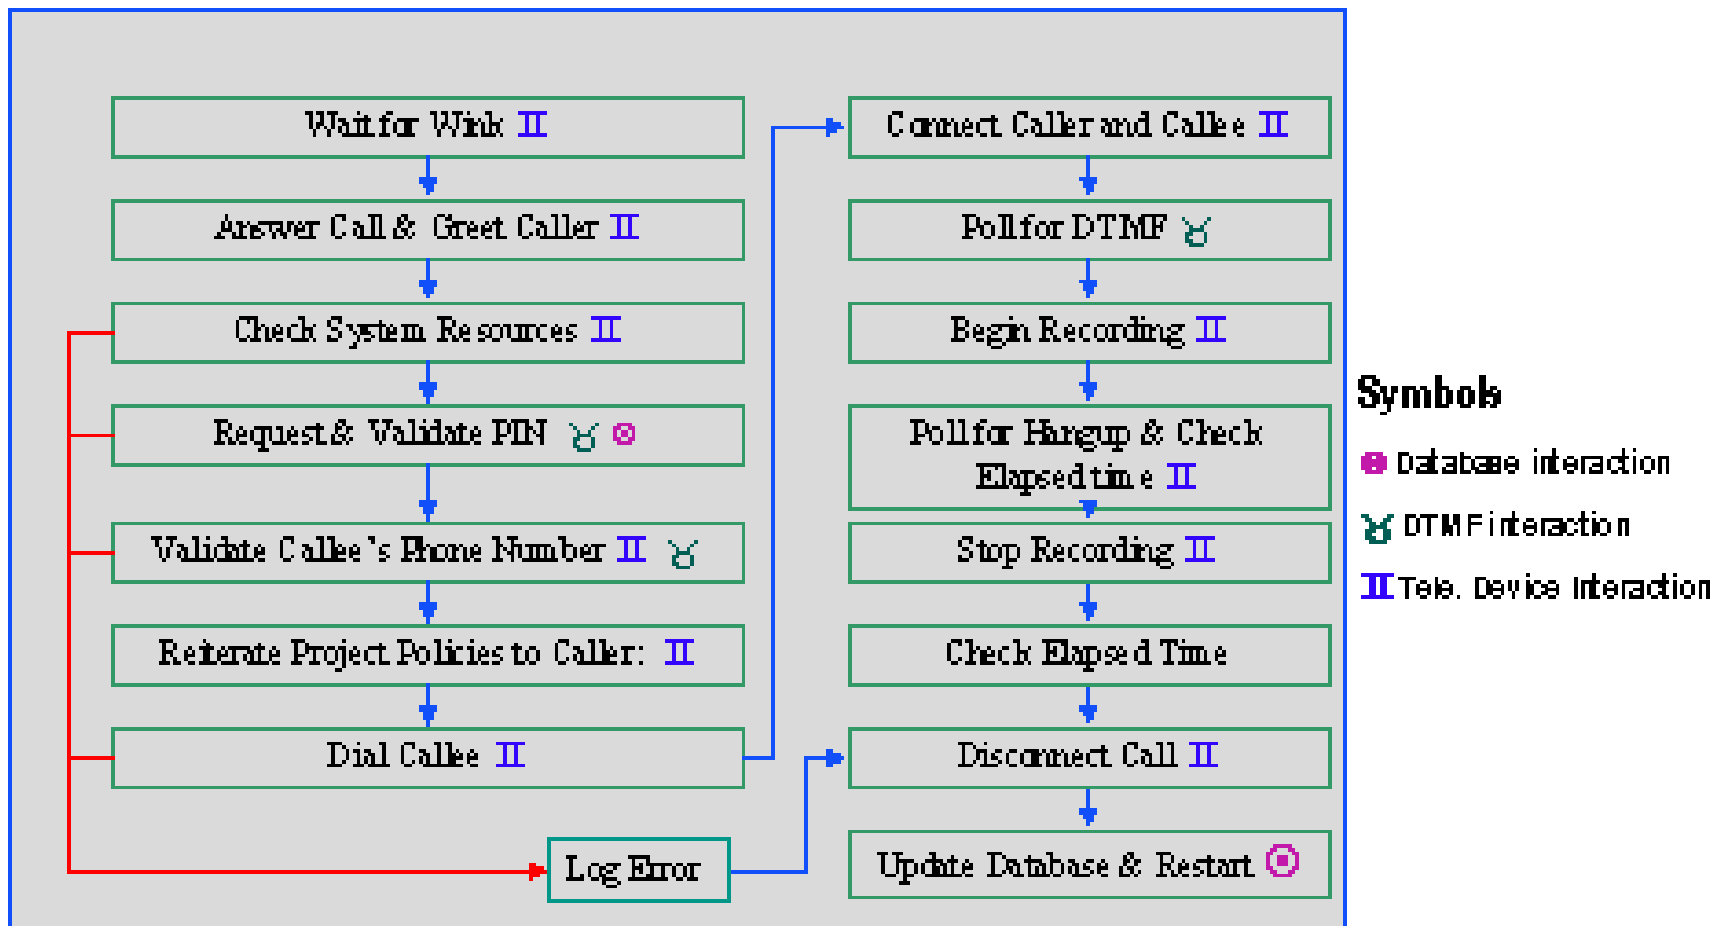 Wait for Wink
Answer Call & Greet Caller
Check System Resources
Request & Validate PIN
Validate Callee's Phone Number
Reiterate Project Policies to Caller:
Dial Callee
Log Error
Connect Caller and Callee
Poll for DTMF
Begin Recording
Poll for Hangup & Check
Elapsed time
Stop Recording
Check Elapsed Time
Disconnect Call
Update Database & Restart
Symbols
Database interaction
DTMF interaction
Tele. Device Interaction